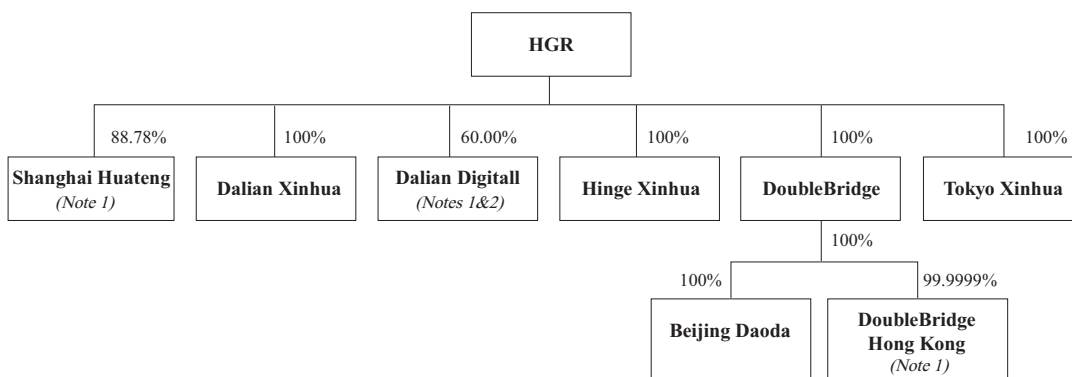 HGR
88.78%
100%
60.00%
100%
100%
100%
Shanghai Huateng
(Note 1)
Dalian Xinhua
Dalian Digitall
(Notes 1&2)
Hinge Xinhua
DoubleBridge
Tokyo Xinhua
100%
100%
99.9999%
Beijing Daoda
DoubleBridge
Hong Kong
(Note 1)